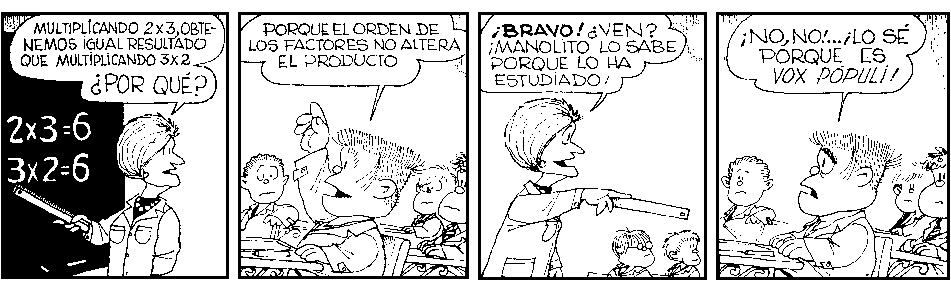 MULTIPLICANDO 2x3, OBTE-
NEMOS IGUAL RESULTADO
QUE MULTIPLICANDO 3x2
¿POR QUÉ?
2x3=6
3x2=6
PORQUE EL ORDEN DE
LOS FACTORES NO ALTERA
EL PRODUCTO
¡BRAVO! ¿VEN?
¡MANOLITO LO SABE
PORQUE LO HA
ESTUDIADO!
¡NO, NO!...¡LO SÉ
PORQUE ES
VOX PÓPULI!